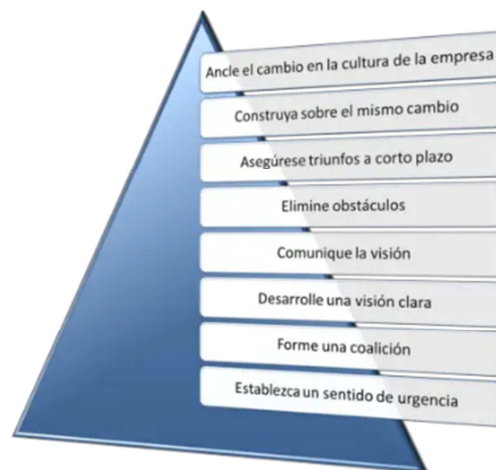 Ancle el cambio en la cultura de la empresa
Construya sobre el mismo cambio
Asegúrese triunfos a corto plazo
Elimine obstáculos
Comunique la visión
Desarrolle una visión clara
Forme una coalición
Establezca un sentido de urgencia